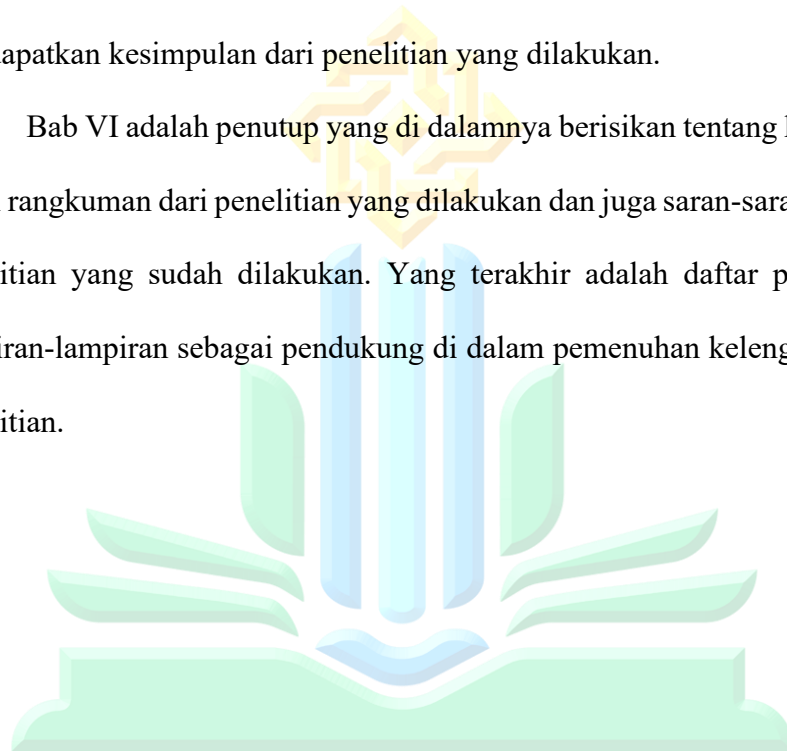 dapatkan kesimpulan dari penelitian yang dilakukan.
Bab VI adalah penutup yang di dalamnya berisikan tentang
rangkuman dari penelitian yang dilakukan dan juga saran-sara
itian yang sudah dilakukan. Yang terakhir adalah daftar p
iran-lampiran sebagai pendukung di dalam pemenuhan keleng
itian.